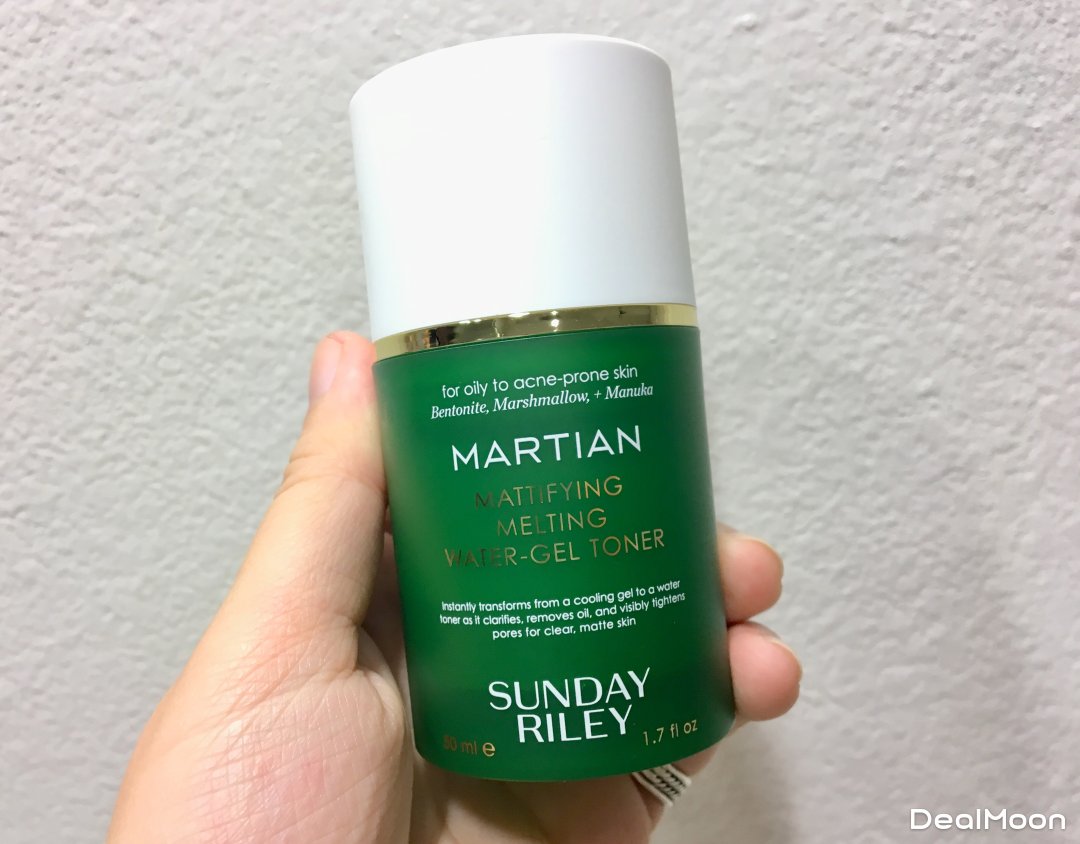 for oily to acne-prone skin
Bentonite, Marshmallow, + Manuka
MARTIAN
MATTIFYING
MELTING
WATER-GEL TONER
Instantly transforms from a cooling gel to a water
toner as it clarifies, removes oil, and visibly tightens
pores for clear, matte skin
SUNDAY
RILEY
50 ml e 1.7 fl oz
DealMoon